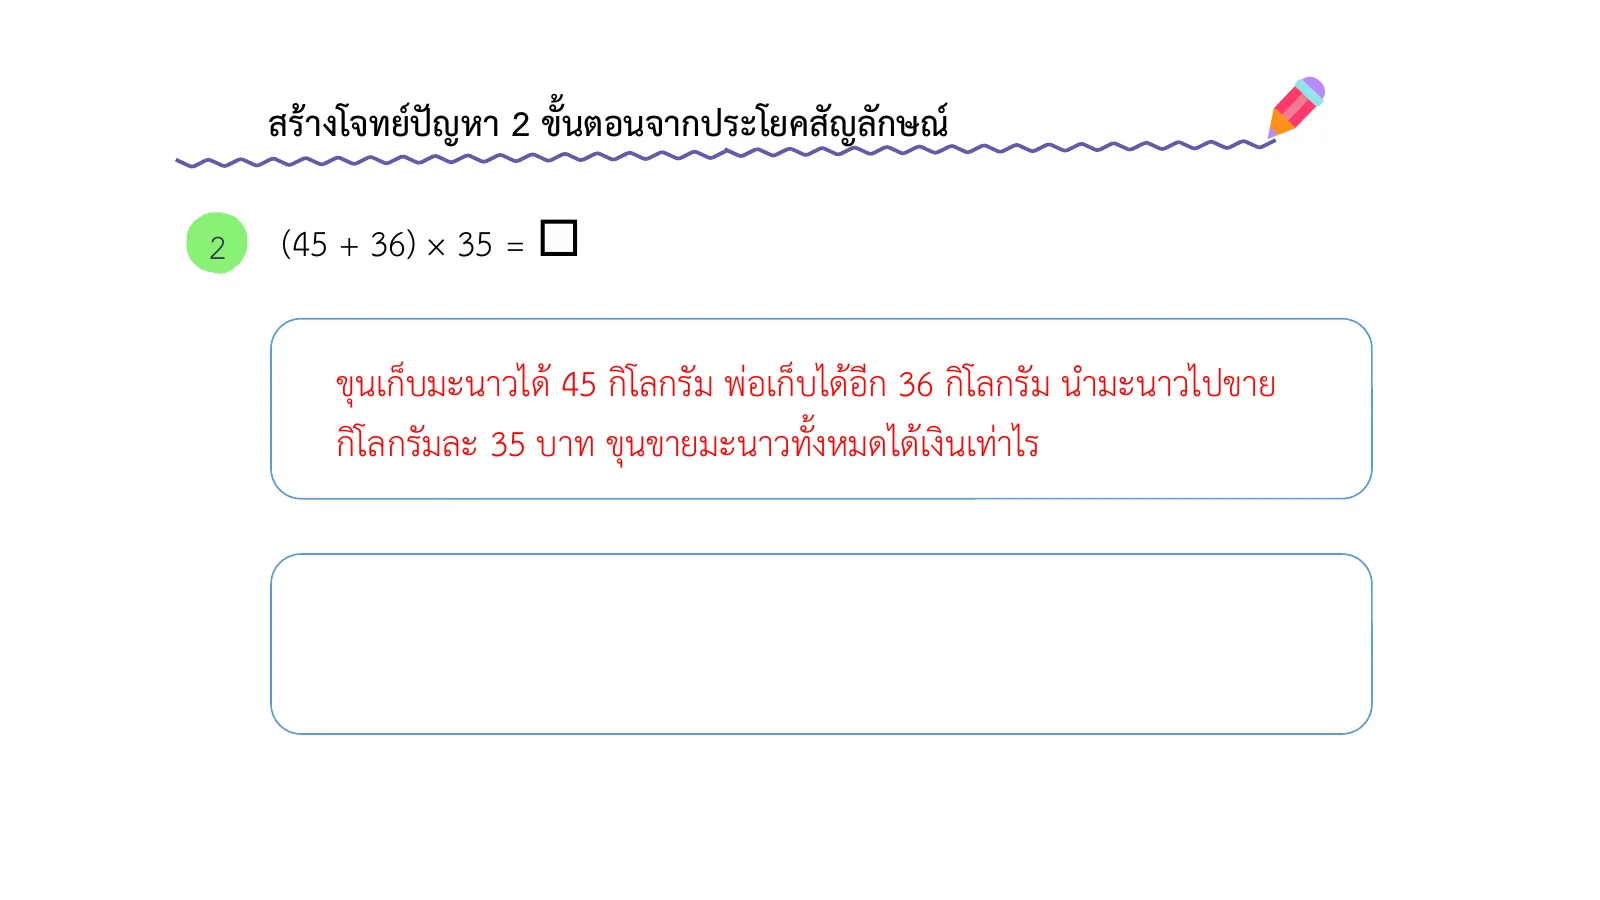 สร้างโจทย์ปัญหา 2 ขั้นตอนจากประโยคสัญลักษณ์
2 (45 + 36) × 35 = □
ขุนเก็บมะนาวได้ 45 กิโลกรัม พ่อเก็บได้อีก 36 กิโลกรัม นำมะนาวไปขาย
กิโลกรัมละ 35 บาท ขุนขายมะนาวทั้งหมดได้เงินเท่าไร